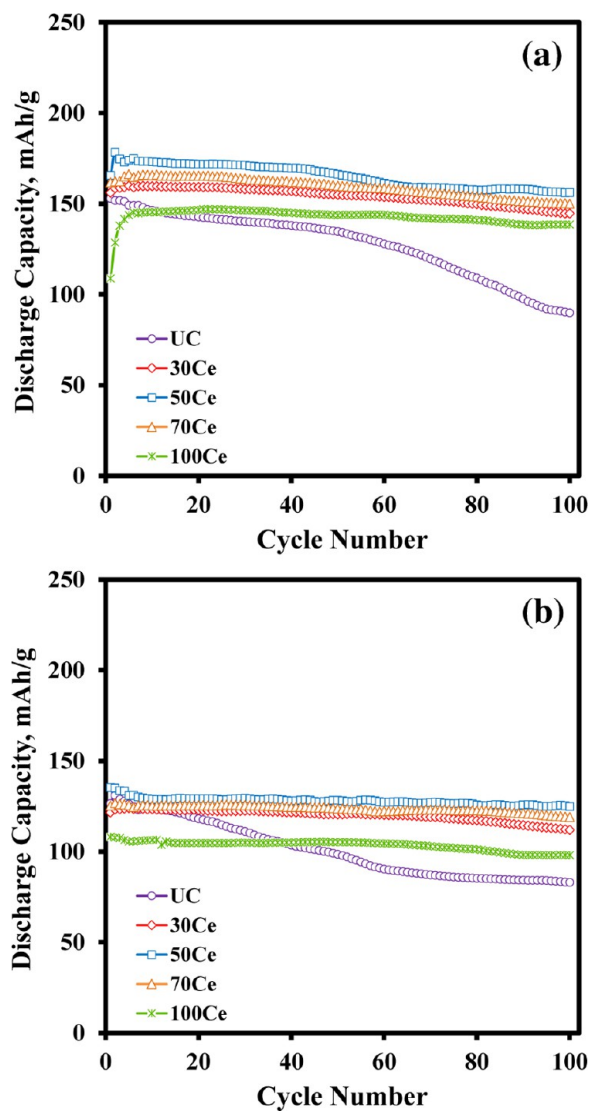 (a)
Discharge Capacity, mAh/g
250
200
150
100
50
0
UC
30Ce
50Ce
70Ce
100Ce
0 20 40 60 80 100
Cycle Number
(b)
Discharge Capacity, mAh/g
250
200
150
100
50
0
UC
30Ce
50Ce
70Ce
100Ce
0 20 40 60 80 100
Cycle Number